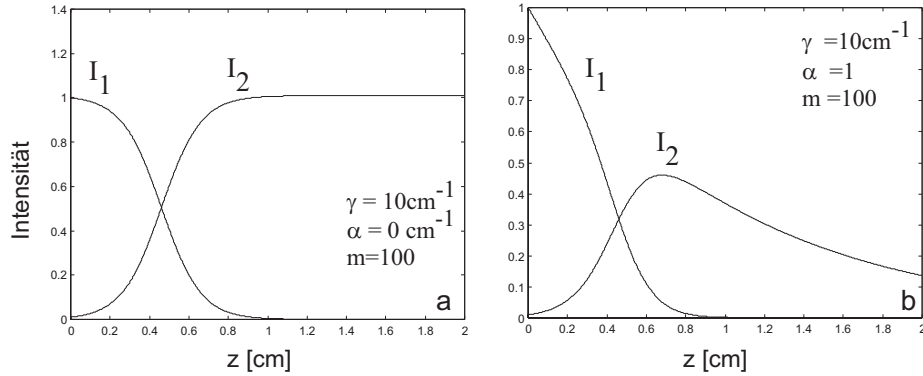 1.4
1.2
1
0.8
0.6
0.4
0.2
0
Intensität
I1
I2
γ = 10cm-1
α = 0 cm-1
m=100
a
0 0.2 0.4 0.6 0.8 1 1.2 1.4 1.6 1.8 2
z [cm]
1
0.9
0.8
0.7
0.6
0.5
0.4
0.3
0.2
0.1
0
I1
I2
γ =10cm-1
α =1
m =100
b
0 0.2 0.4 0.6 0.8 1 1.2 1.4 1.6 1.8 2
z [cm]